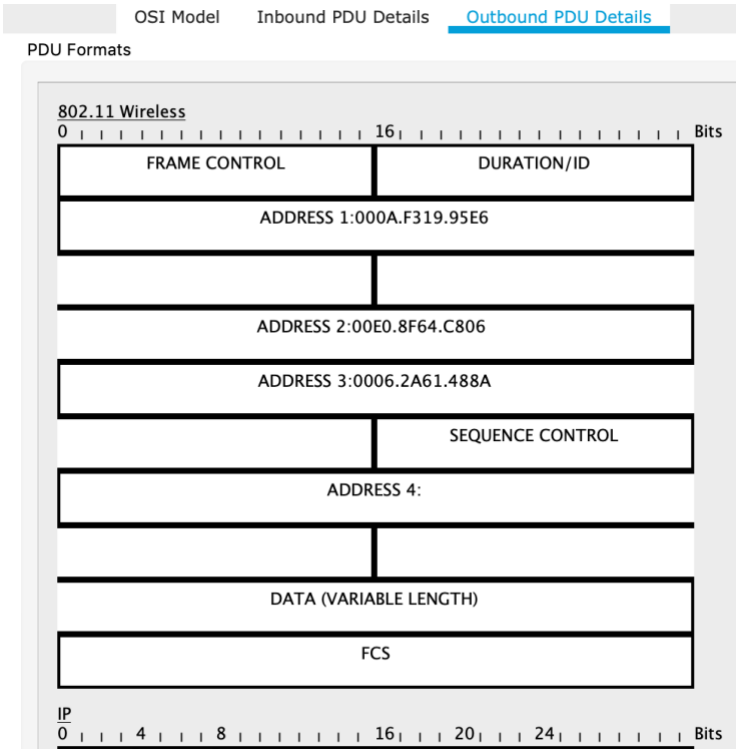 OSI Model Inbound PDU Details Outbound PDU Details
PDU Formats
802.11 Wireless
0 16 Bits
FRAME CONTROL DURATION/ID
ADDRESS 1:000A.F319.95E6
ADDRESS 2:00E0.8F64.C806
ADDRESS 3:0006.2A61.488A
SEQUENCE CONTROL
ADDRESS 4:
DATA (VARIABLE LENGTH)
FCS
IP
0 4 8 16 20 24 Bits